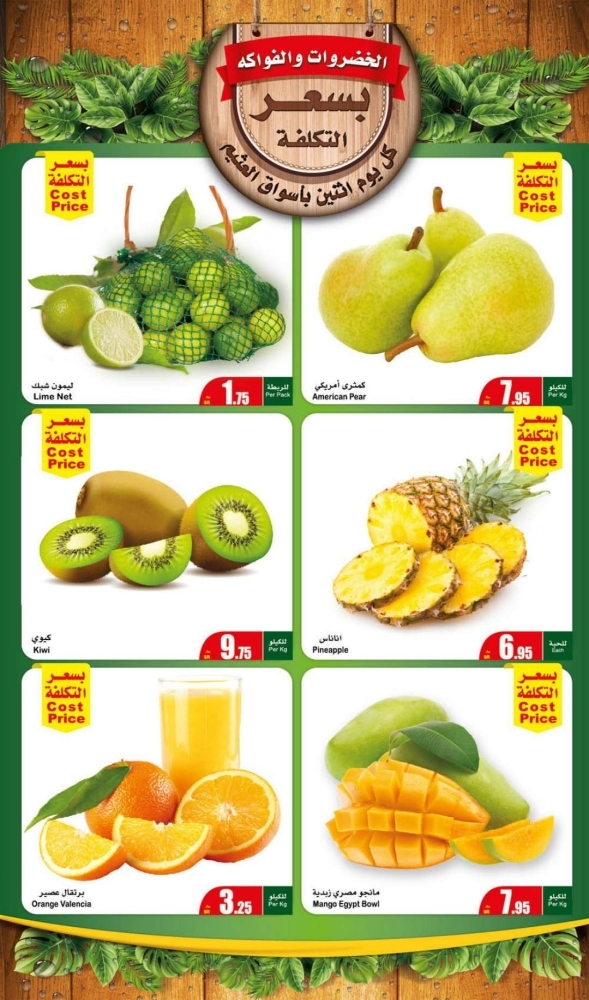 الخضروات والفواكه
بسعر
التكلفة
كل يوم اثنين بأسواق العثيم
بسعر
التكلفة
Cost
Price
ليمون شبك
Lime Net
1.75
للربطة
Per Pack
بسعر
التكلفة
Cost
Price
كمثرى أمريكي
American Pear
7.95
للكيلو
Per Kg
بسعر
التكلفة
Cost
Price
كيوي
Kiwi
9.75
للكيلو
Per Kg
بسعر
التكلفة
Cost
Price
اناناس
Pineapple
6.95
للحبة
Each
بسعر
التكلفة
Cost
Price
برتقال عصير
Orange Valencia
3.25
للكيلو
Per Kg
بسعر
التكلفة
Cost
Price
مانجو مصري زبدية
Mango Egypt Bowl
7.95
للكيلو
Per Kg